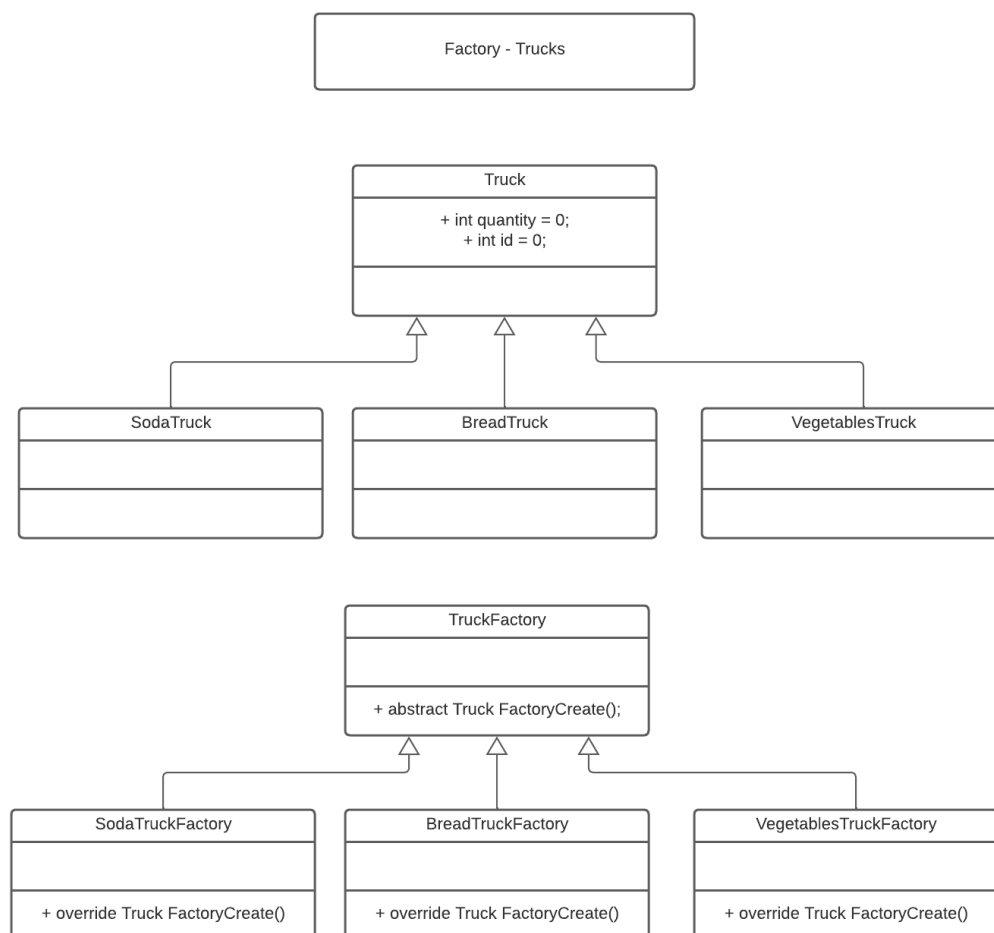 Factory - Trucks
Truck
+ int quantity = 0;
+ int id = 0;
SodaTruck
BreadTruck
VegetablesTruck
TruckFactory
+ abstract Truck FactoryCreate();
SodaTruckFactory
BreadTruckFactory
VegetablesTruckFactory
+ override Truck FactoryCreate()
+ override Truck FactoryCreate()
+ override Truck FactoryCreate()